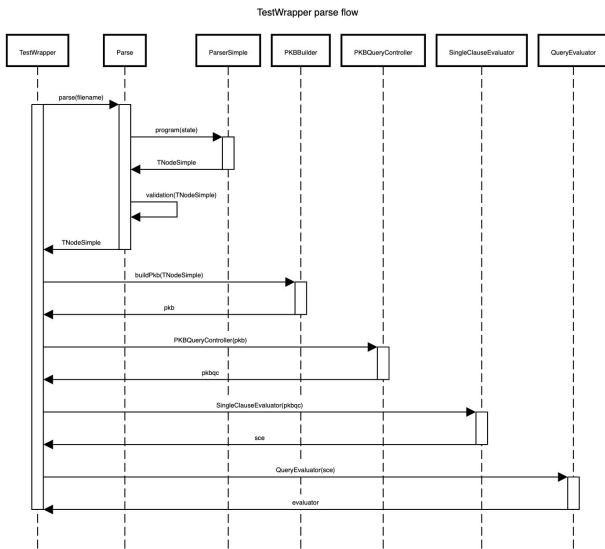 TestWrapper parse flow
TestWrapper
Parse
ParserSimple
PKBBuilder
PKBQueryController
SingleClauseEvaluator
QueryEvaluator
parse(filename)
program(state)
TNodeSimple
validation(TNodeSimple)
TNodeSimple
buildPkb(TNodeSimple)
pkb
PKBQueryController(pkb)
pkbqc
SingleClauseEvaluator(pkbqc)
sce
QueryEvaluator(sce)
evaluator